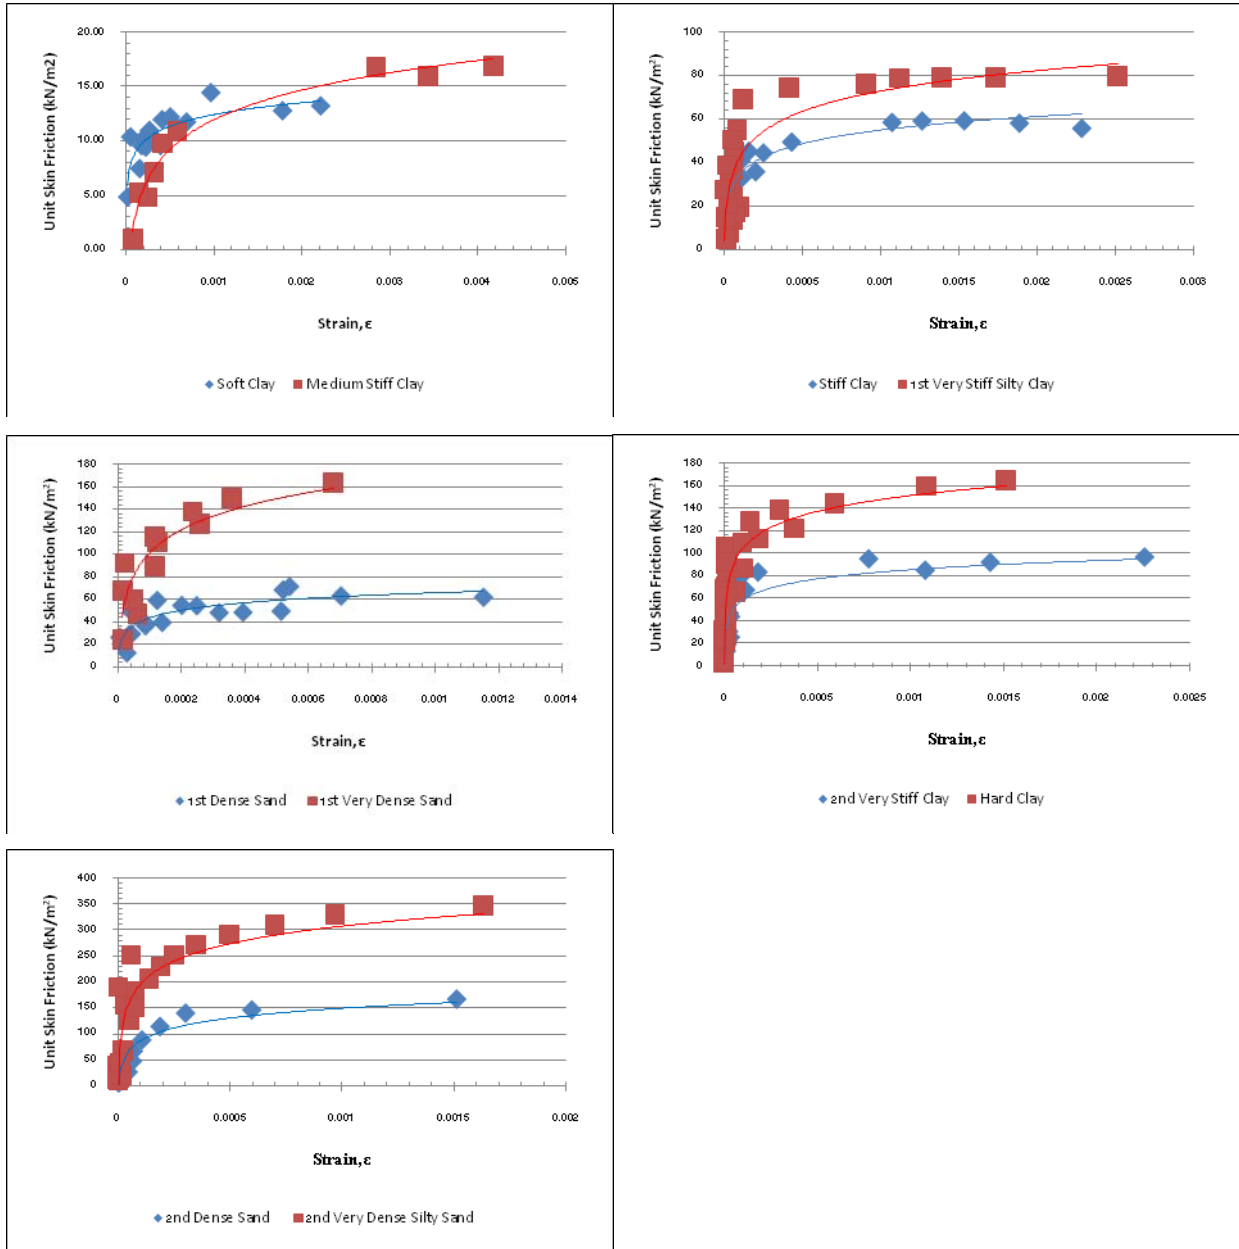 Unit Skin Friction (kN/m2)
20.00
15.00
10.00
5.00
0.00
0 0.001 0.002 0.003 0.004 0.005
Strain,ε
Soft Clay Medium Stiff Clay
Unit Skin Friction (kN/m²)
100
80
60
40
20
0
0 0.0005 0.001 0.0015 0.002 0.0025 0.003
Strain,ε
Stiff Clay 1st Very Stiff Silty Clay
Unit Skin Friction (kN/m²)
180
160
140
120
100
80
60
40
20
0
0 0.0002 0.0004 0.0006 0.0008 0.001 0.0012 0.0014
Strain,ε
1st Dense Sand 1st Very Dense Sand
Unit Skin Friction (kN/m²)
180
160
140
120
100
80
60
40
20
0
0 0.0005 0.001 0.0015 0.002 0.0025
Strain,ε
2nd Very Stiff Clay Hard Clay
Unit Skin Friction (kN/m²)
400
350
300
250
200
150
100
50
0
0 0.0005 0.001 0.0015 0.002
Strain,ε
2nd Dense Sand 2nd Very Dense Silty Sand